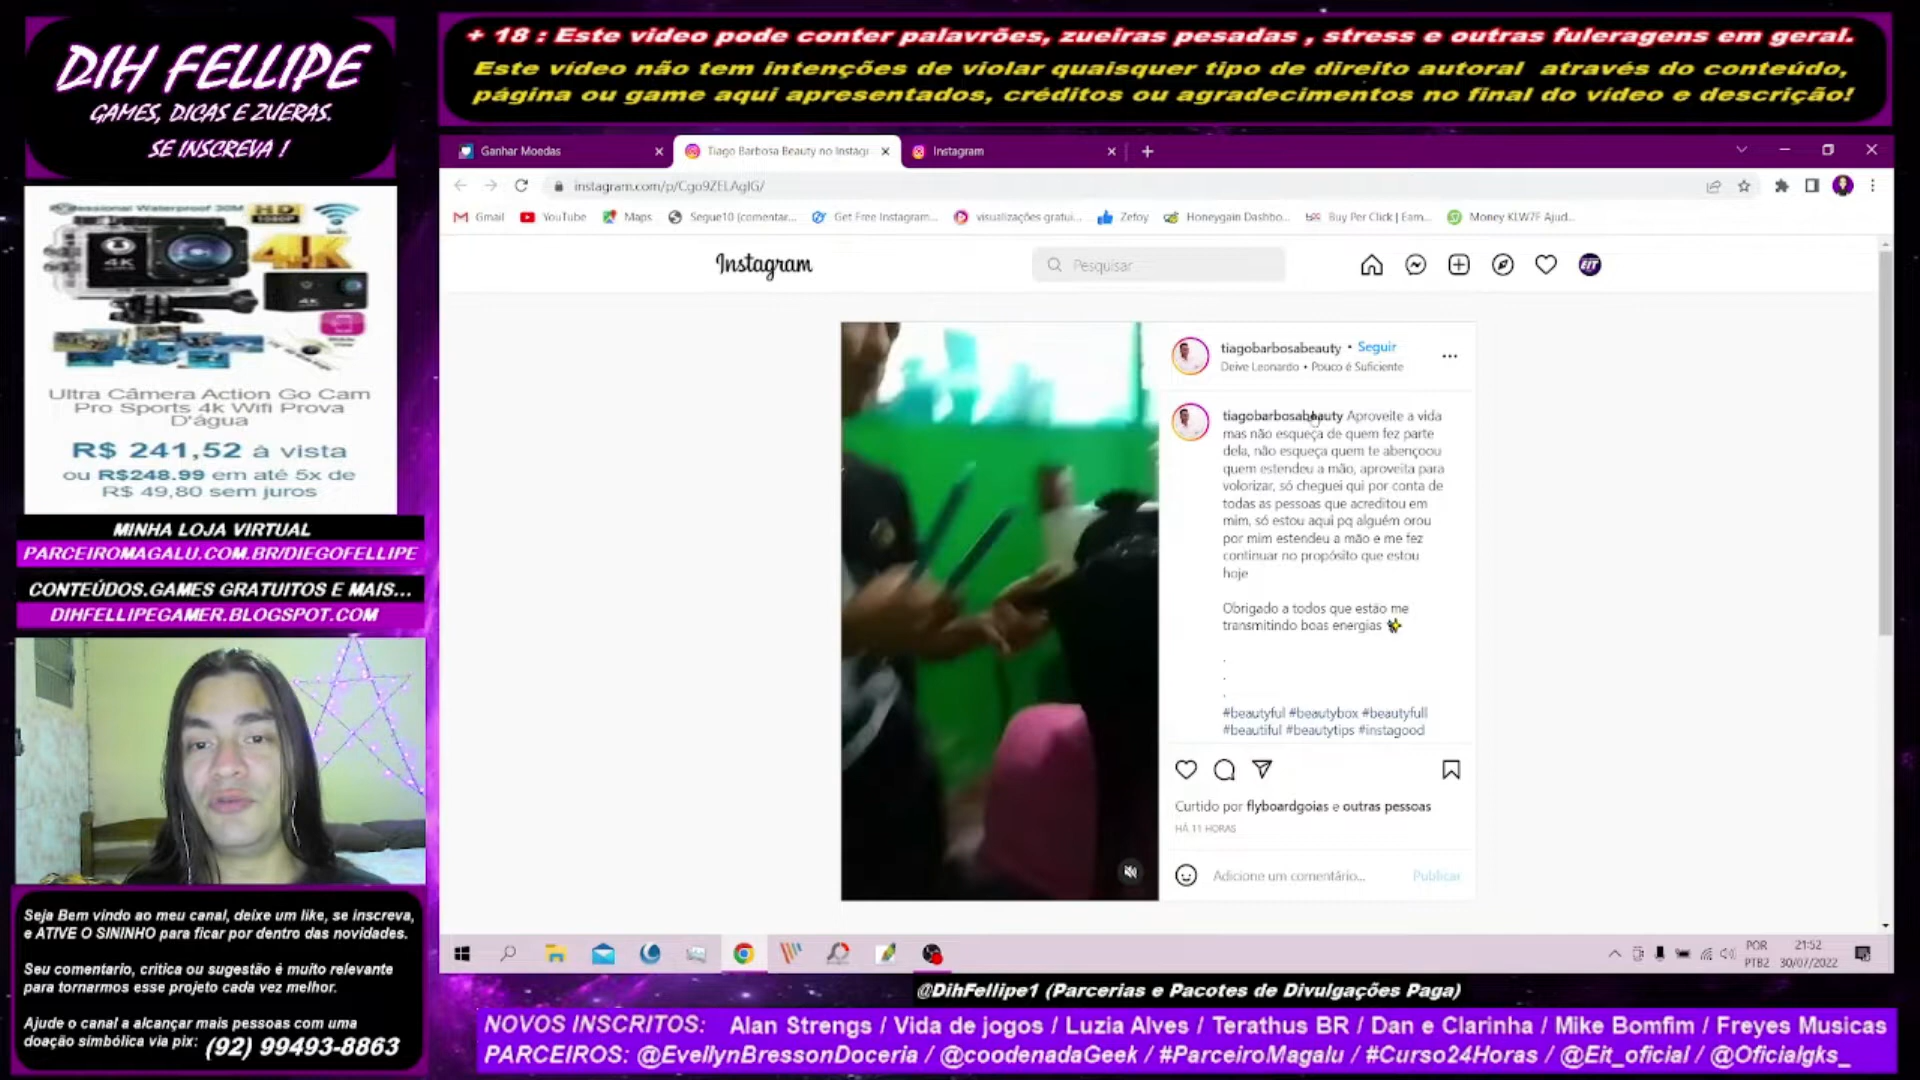 DIH FELLIPE
GAMES, DICAS E ZUERAS.
SE INSCREVA !
+ 18 : Este video pode conter palavrões, zueiras pesadas , stress e outras fuleragens em geral.
Este vídeo não tem intenções de violar quaisquer tipo de direito autoral através do conteúdo,
página ou game aqui apresentados, créditos ou agradecimentos no final do vídeo e descrição!
Ganhar Moedas
Tiago Barbosa Beauty no Instagr
Instagram
instagram.com/p/Cgo9ZELAglG/
Gmail
YouTube
Maps
Segue10 (comentar...
Get Free Instagram...
visualizações gratui...
Zefoy
Honeygain Dashbo...
Buy Per Click | Earn...
Money KLW7F Ajud...
Instagram
Pesquisar
EIT
HD
4K
Ultra Câmera Action Go Cam
Pro Sports 4k Wifi Prova
D'água
R$ 241,52 à vista
ou R$248.99 em até 5x de
R$ 49,80 sem juros
MINHA LOJA VIRTUAL
PARCEIROMAGALU.COM.BR/DIEGOFELLIPE
CONTEÚDOS.GAMES GRATUITOS E MAIS...
DIHFELLIPEGAMER.BLOGSPOT.COM
tiagobarbosabeauty • Seguir
Deive Leonardo • Pouco é Suficiente
tiagobarbosabeauty Aproveite a vida
mas não esqueça de quem fez parte
dela, não esqueça quem te abençoou
quem estendeu a mão, aproveita para
volorizar, só cheguei qui por conta de
todas as pessoas que acreditou em
mim, só estou aqui pq alguém orou
por mim estendeu a mão e me fez
continuar no propósito que estou
hoje
Obrigado a todos que estão me
transmitindo boas energias
.
.
.
#beautyful #beautybox #beautyfull
#beautiful #beautytips #instagood
Curtido por flyboardgoias e outras pessoas
HÁ 11 HORAS
Adicione um comentário...
Publicar
POR
PTB2
21:52
30/07/2022
Seja Bem vindo ao meu canal, deixe um like, se inscreva,
e ATIVE O SININHO para ficar por dentro das novidades.
Seu comentario, critica ou sugestão é muito relevante
para tornarmos esse projeto cada vez melhor.
Ajude o canal a alcançar mais pessoas com uma
doação símbólica via pix: (92) 99493-8863
@DihFellipe1 (Parcerias e Pacotes de Divulgações Paga)
NOVOS INSCRITOS: Alan Strengs / Vida de jogos / Luzia Alves / Terathus BR / Dan e Clarinha / Mike Bomfim / Freyes Musicas
PARCEIROS: @EvellynBressonDoceria / @coodenadaGeek / #ParceiroMagalu / #Curso24Horas / @Eit_oficial / @Oficialgks_